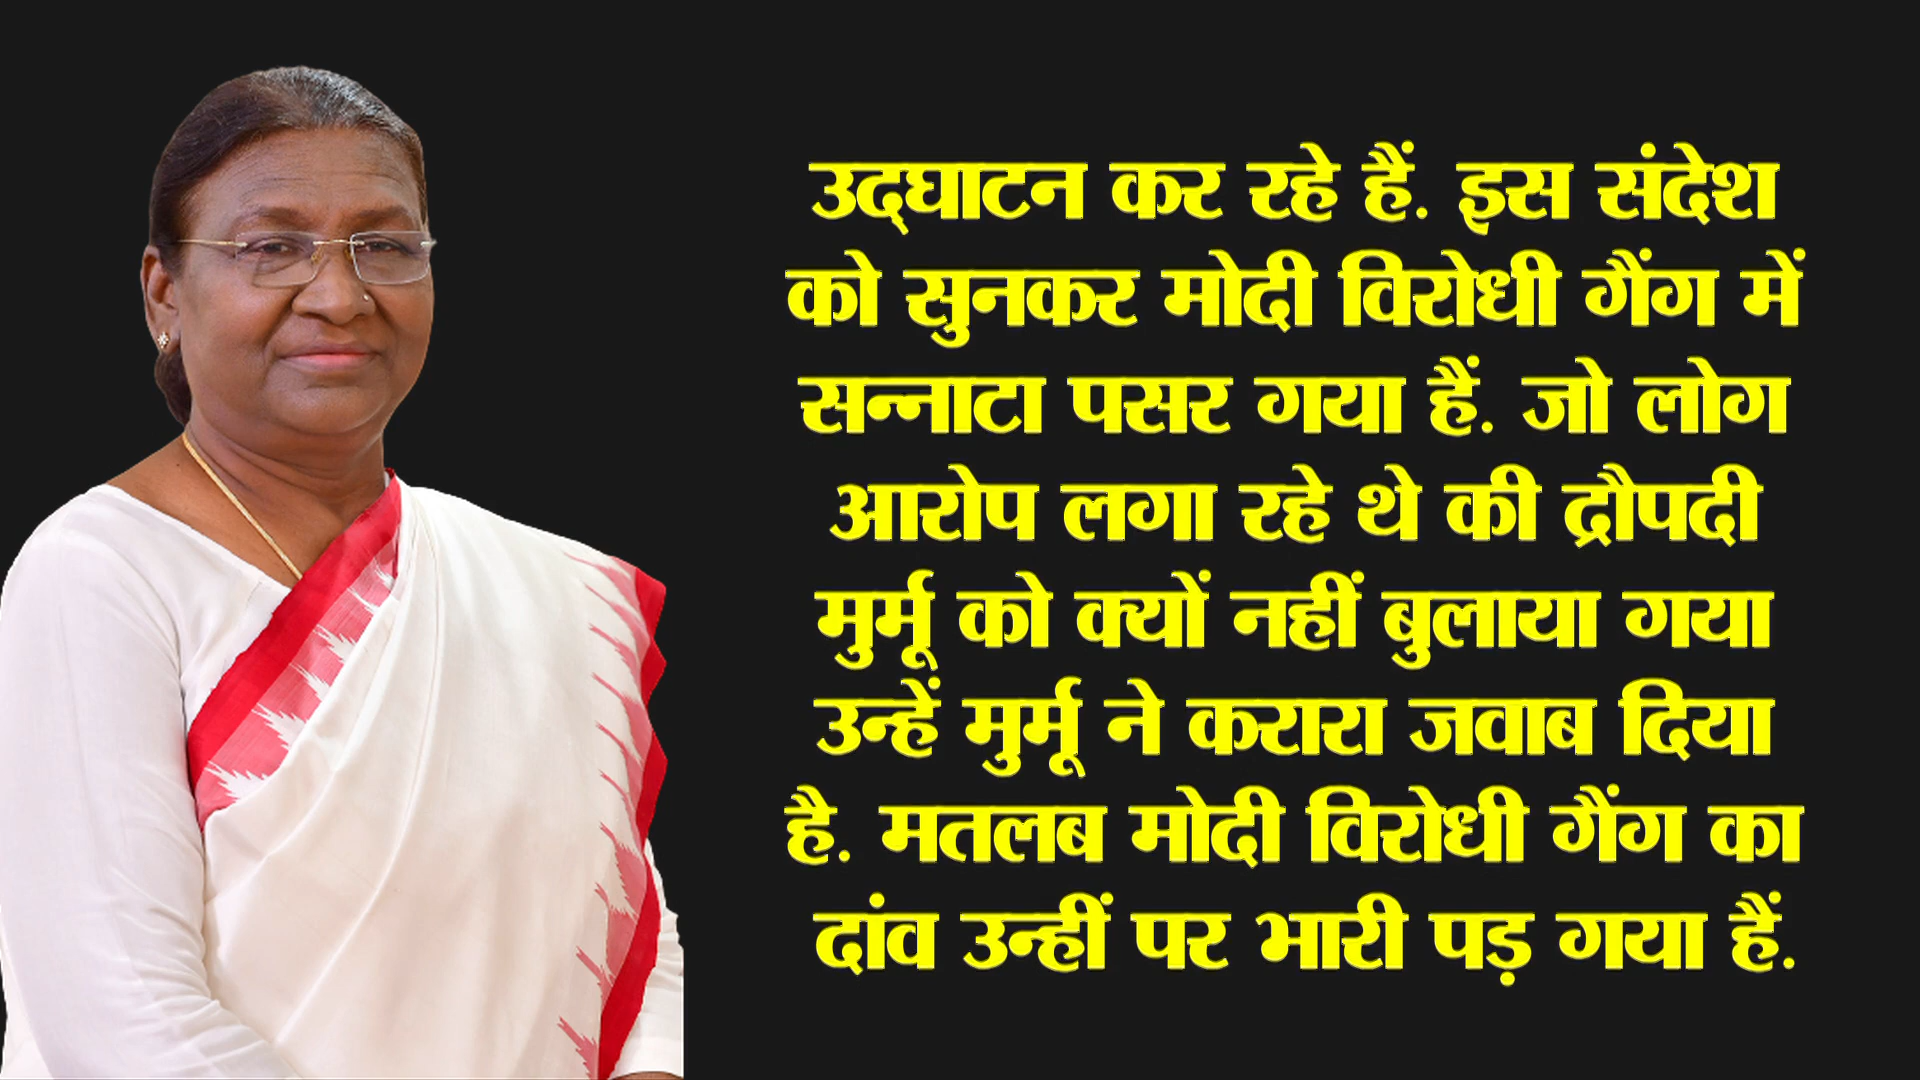 उद्घाटन कर रहे हैं. इस संदेश
को सुनकर मोदी विरोधी गैंग में
सन्नाटा पसर गया हैं. जो लोग
आरोप लगा रहे थे की द्रौपदी
मुर्मू को क्यों नहीं बुलाया गया
उन्हें मुर्मू ने करारा जवाब दिया
है. मतलब मोदी विरोधी गैंग का
दांव उन्हीं पर भारी पड़ गया हैं.